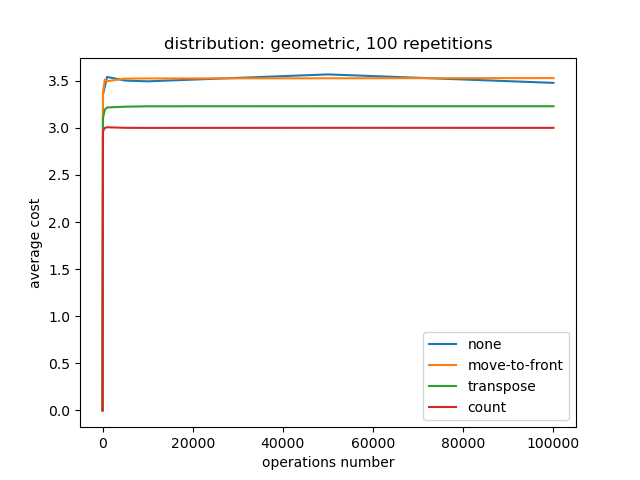 distribution: geometric, 100 repetitions
average cost
3.5
3.0
2.5
2.0
1.5
1.0
0.5
0.0
none
move-to-front
transpose
count
0 20000 40000 60000 80000 100000
operations number